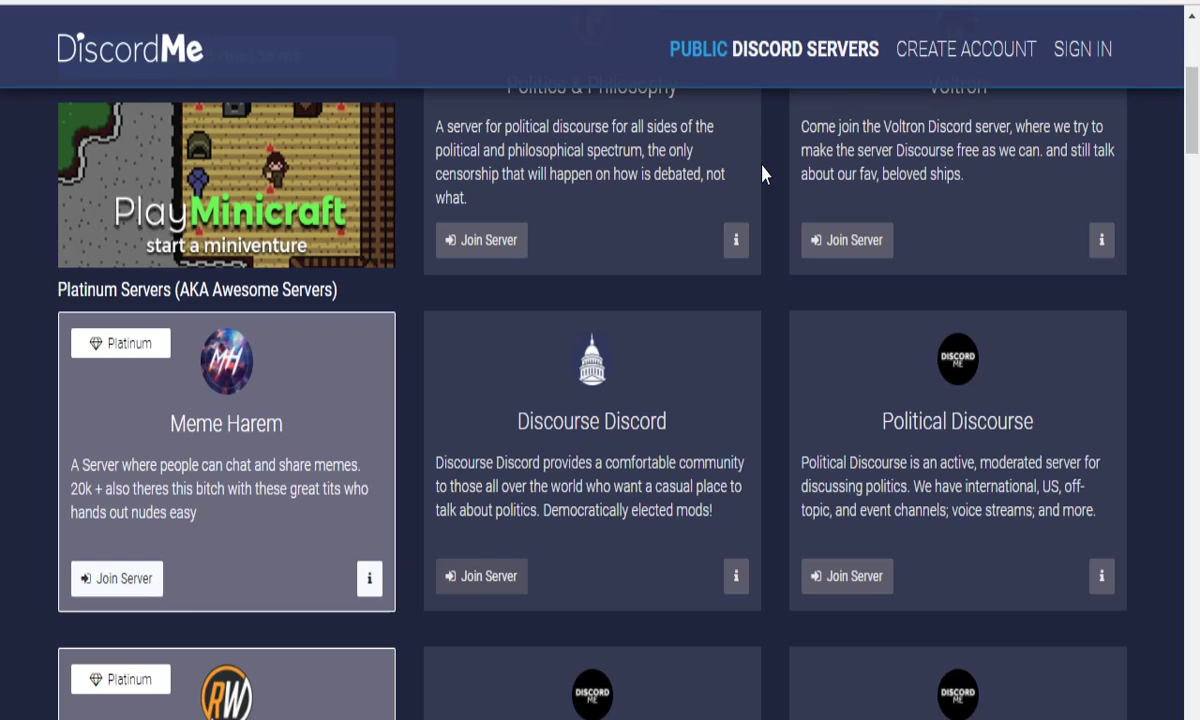 DiscordMe
PUBLIC DISCORD SERVERS
CREATE ACCOUNT
SIGN IN
Play Minicraft
start a miniventure
Politics & Philosophy
A server for political discourse for all sides of the
political and philosophical spectrum, the only
censorship that will happen on how is debated, not
what.
Join Server
i
Voltron
Come join the Voltron Discord server, where we try to
make the server Discourse free as we can. and still talk
about our fav, beloved ships.
Join Server
i
Platinum Servers (AKA Awesome Servers)
Platinum
MH
Meme Harem
A Server where people can chat and share memes.
20k + also theres this bitch with these great tits who
hands out nudes easy
Join Server
i
Discourse Discord
Discourse Discord provides a comfortable community
to those all over the world who want a casual place to
talk about politics. Democratically elected mods!
Join Server
i
DISCORD
ME
Political Discourse
Political Discourse is an active, moderated server for
discussing politics. We have international, US, off-
topic, and event channels; voice streams; and more.
Join Server
i
Platinum
RW
DISCORD
ME
DISCORD
ME